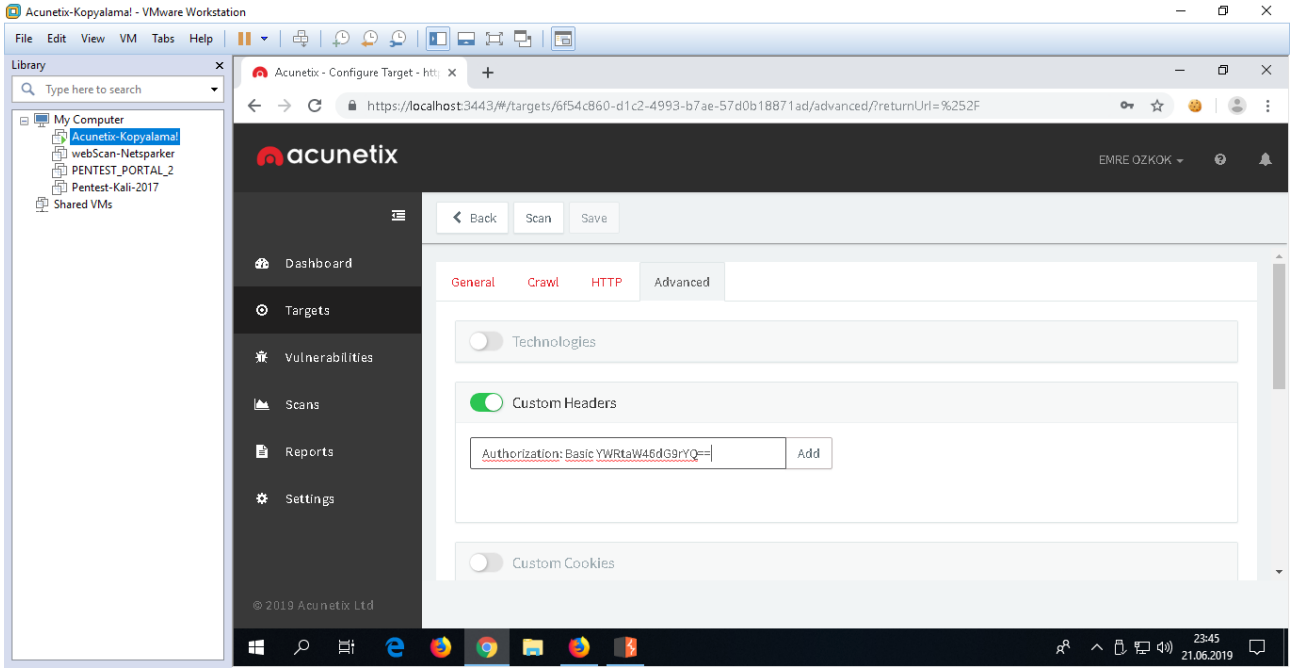 Acunetix-Kopyalama! - VMware Workstation
File Edit View VM Tabs Help
Library
Type here to search
My Computer
Acunetix-Kopyalama!
webScan-Netsparker
PENTEST_PORTAL_2
Pentest-Kali-2017
Shared VMs
Acunetix - Configure Target - htt
https://localhost:3443/#/targets/6f54c860-d1c2-4993-b7ae-57d0b18871ad/advanced/?returnUrl=%252F
acunetix
EMRE OZKOK
Back Scan Save
Dashboard
Targets
Vulnerabilities
Scans
Reports
Settings
© 2019 Acunetix Ltd
General Crawl HTTP Advanced
Technologies
Custom Headers
Authorization: Basic YWRtaW46dG9rYQ== Add
Custom Cookies
23:45
21.06.2019